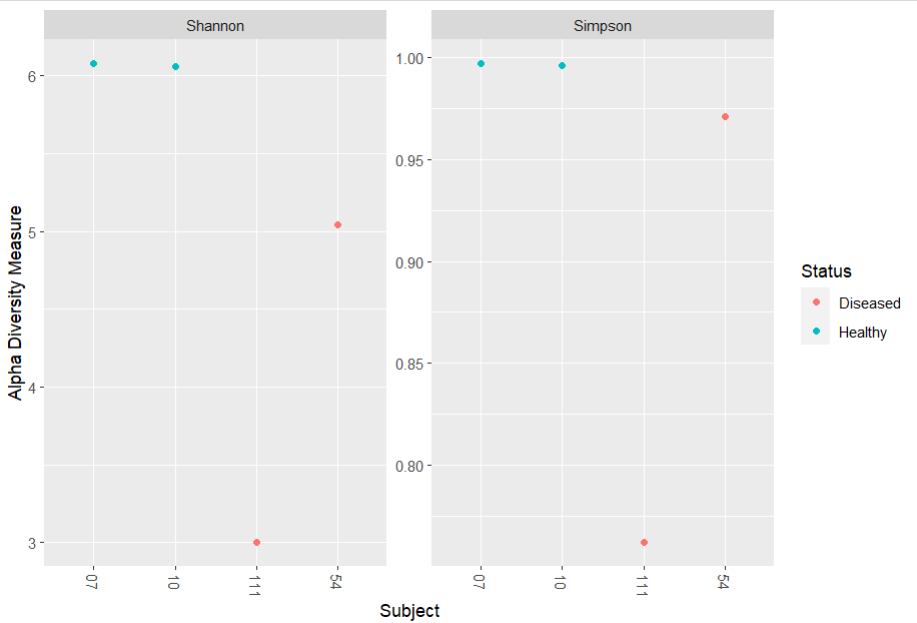 Shannon
Simpson
Alpha Diversity Measure
6
5
4
3
1.00
0.95
0.90
0.85
0.80
07
10
111
54
07
10
111
54
Subject
Status
Diseased
Healthy